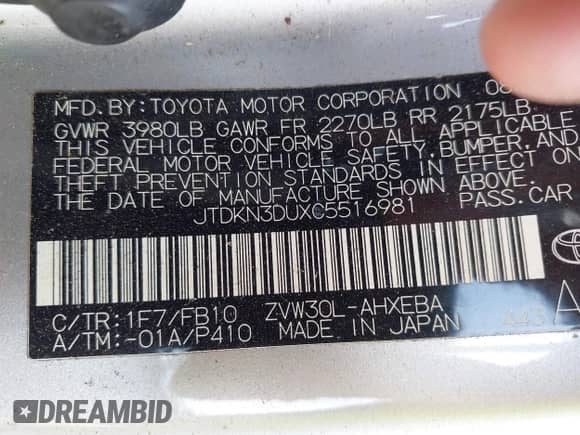 MFD. BY: TOYOTA MOTOR CORPORATION 08
GVWR 3980LB GAWR FR 2270LB RR 2175LB
THIS VEHICLE CONFORMS TO ALL APPLICABLE
FEDERAL MOTOR VEHICLE SAFETY, BUMPER, AND
THEFT PREVENTION STANDARDS IN EFFECT ON
THE DATE OF MANUFACTURE SHOWN ABOVE.
JTDKN3DUXC5516981 PASS. CAR
C/TR: 1F7/FB10 ZVW30L-AHXEBA
A/TM: -01A/P410 MADE IN JAPAN A43 A
DREAMBID